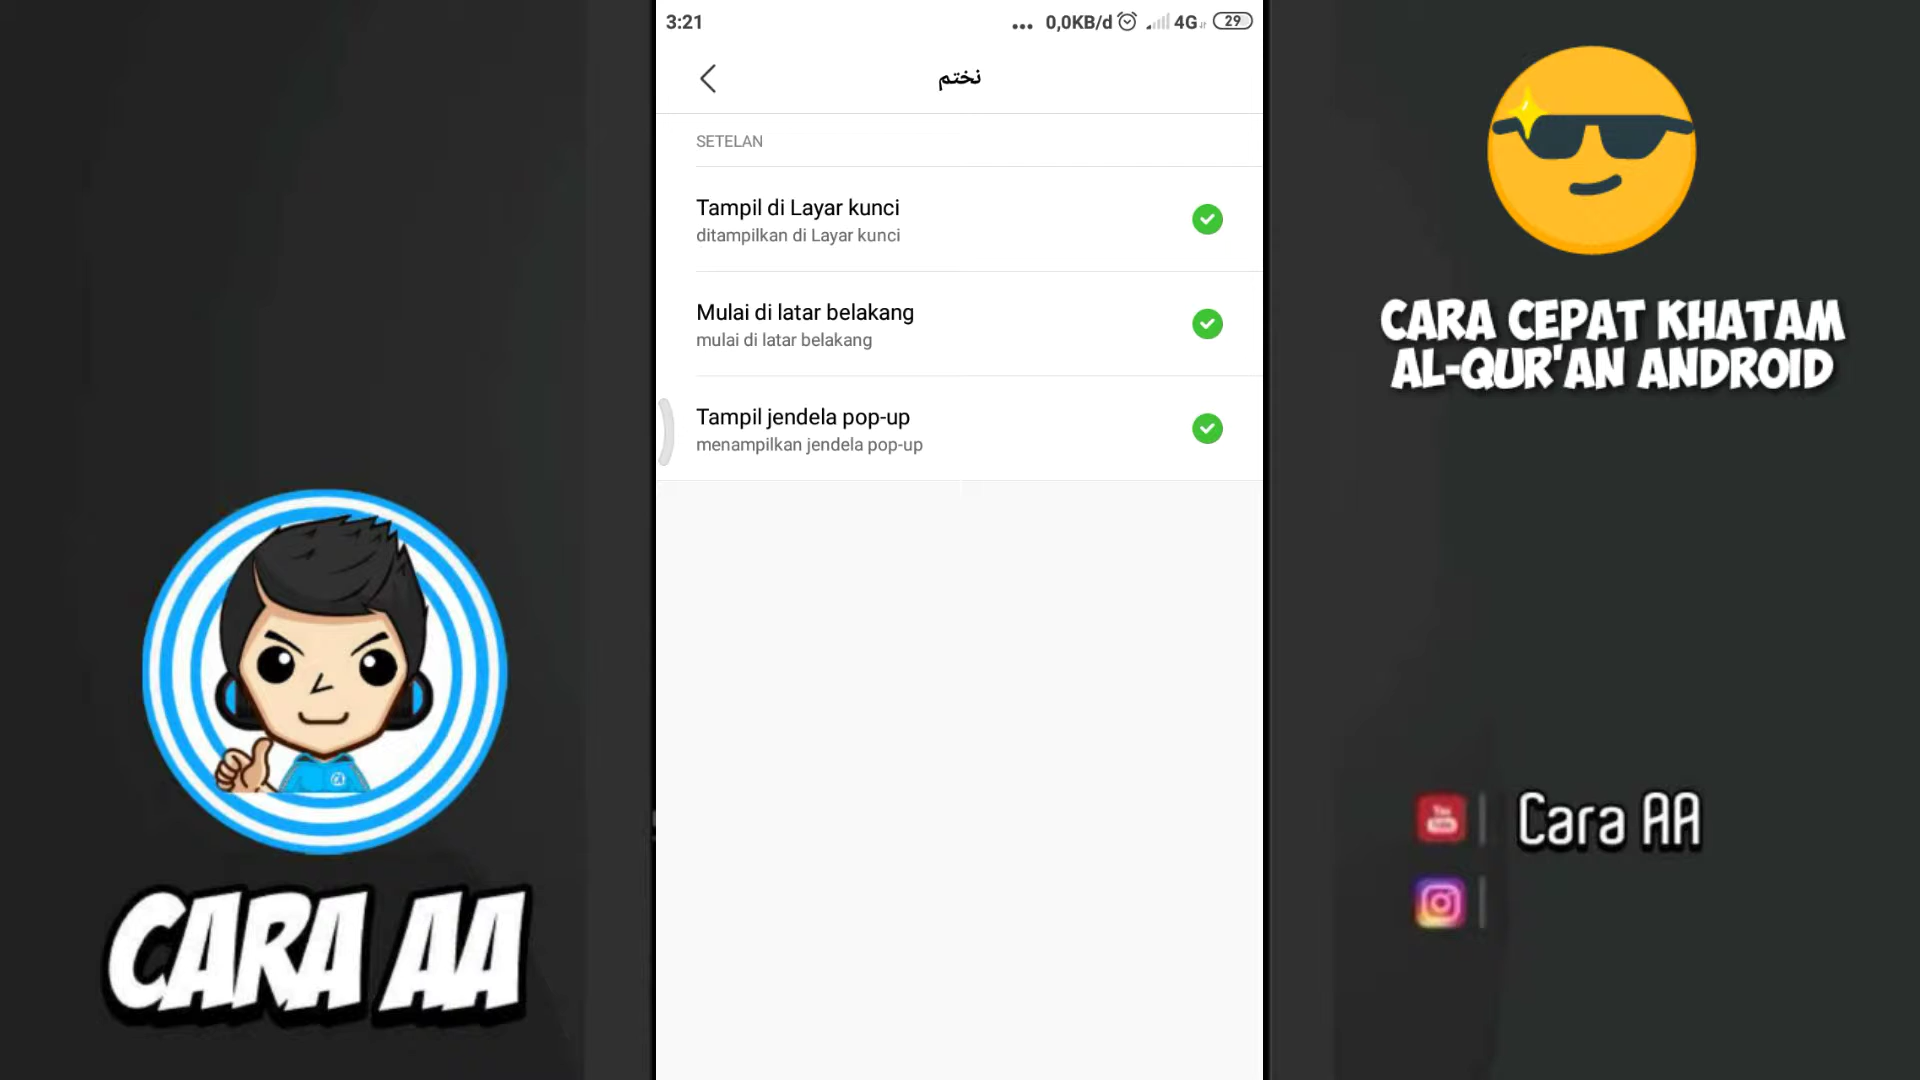 3:21
... 0,0KB/d 4G 29
نختم
SETELAN
Tampil di Layar kunci
ditampilkan di Layar kunci
Mulai di latar belakang
mulai di latar belakang
Tampil jendela pop-up
menampilkan jendela pop-up
CARA AA
CARA CEPAT KHATAM
AL-QUR'AN ANDROID
You
Tube
Cara AA